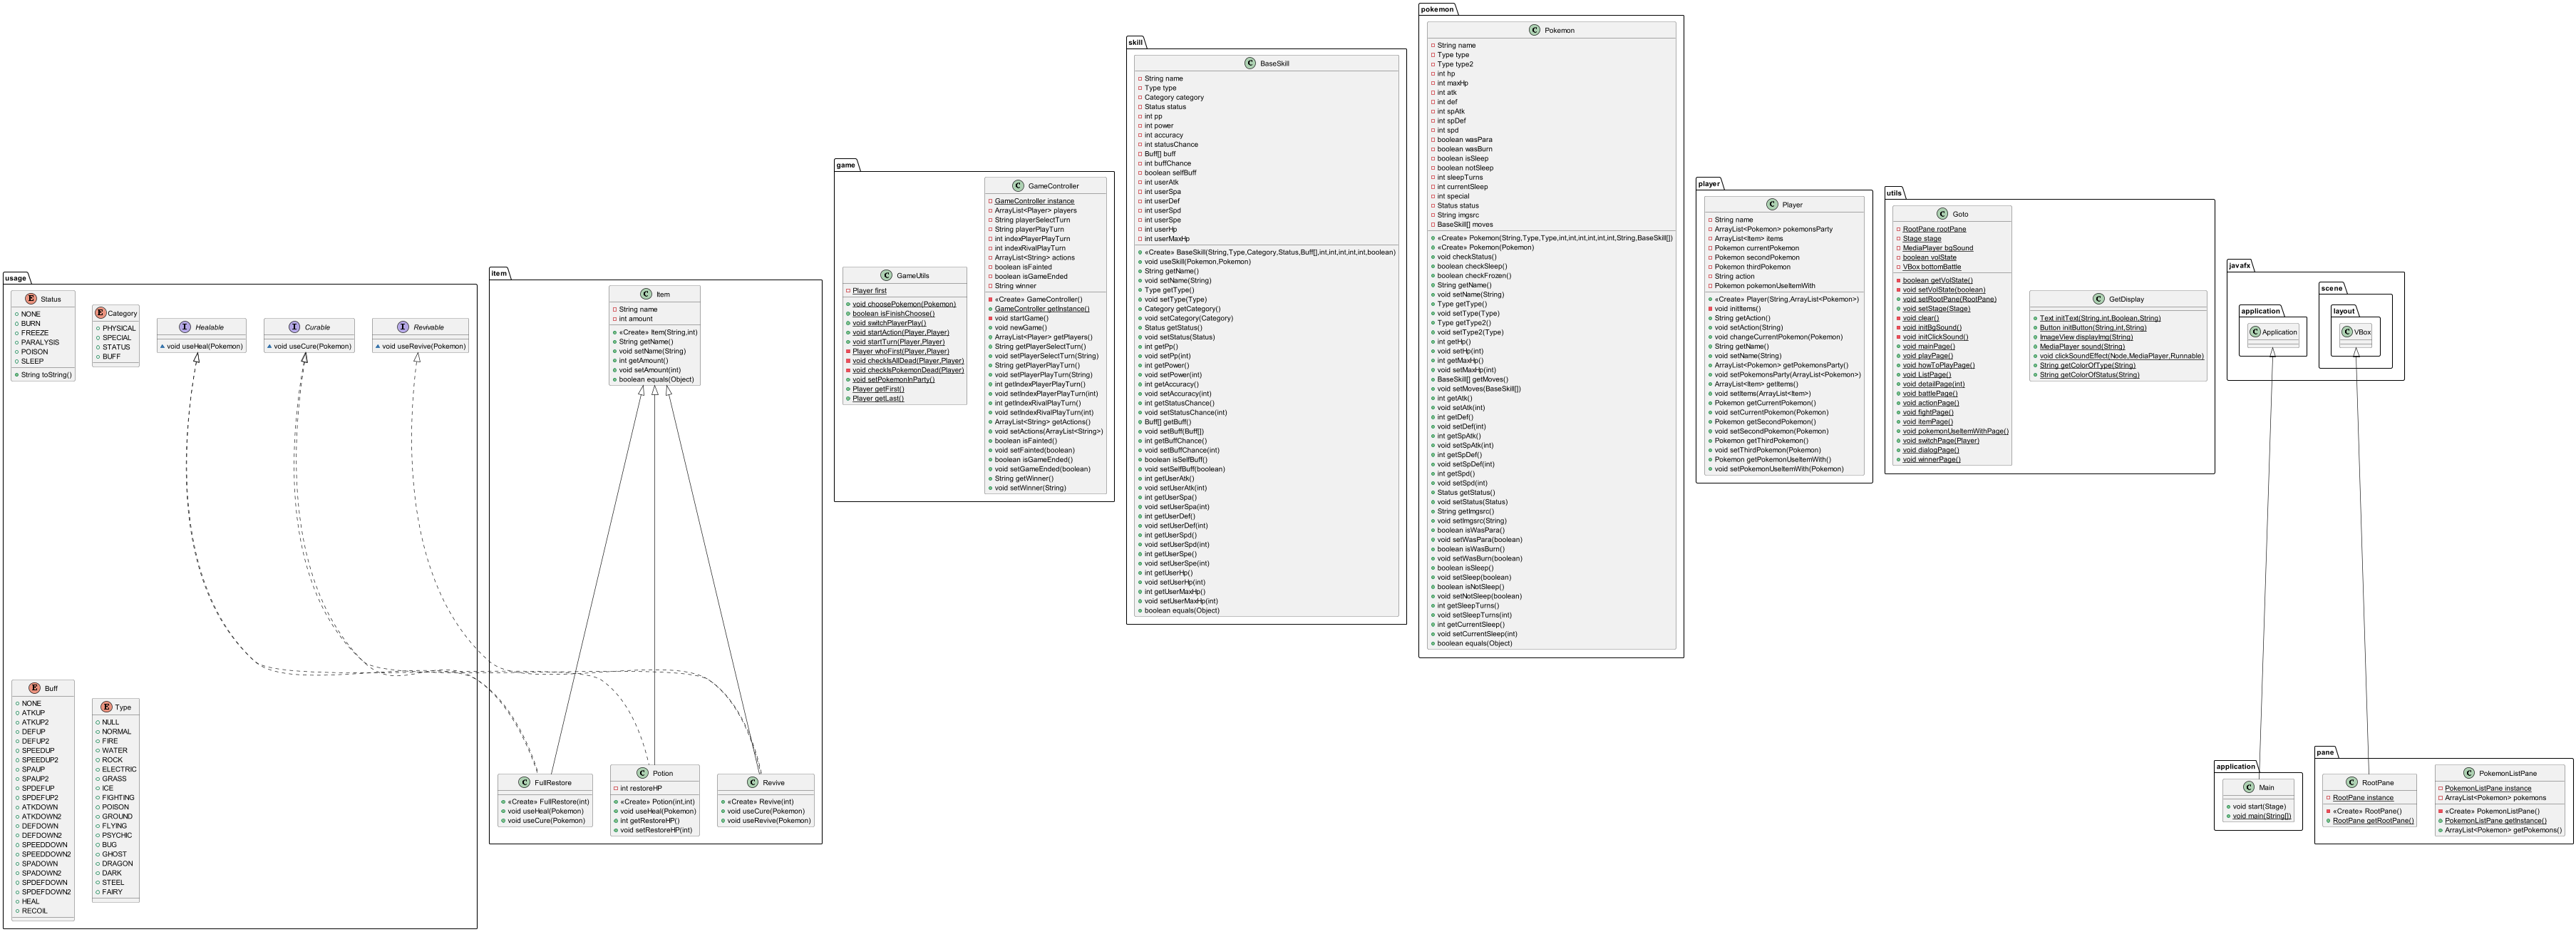 usage
Status
NONE
BURN
FREEZE
PARALYSIS
POISON
SLEEP
String toString()
Category
PHYSICAL
SPECIAL
STATUS
BUFF
Healable
void useHeal(Pokemon)
Curable
void useCure(Pokemon)
Revivable
void useRevive(Pokemon)
Buff
NONE
ATKUP
ATKUP2
DEFUP
DEFUP2
SPEEDUP
SPEEDUP2
SPAUP
SPAUP2
SPDEFUP
SPDEFUP2
ATKDOWN
ATKDOWN2
DEFDOWN
DEFDOWN2
SPEEDDOWN
SPEEDDOWN2
SPADOWN
SPADOWN2
SPDEFDOWN
SPDEFDOWN2
HEAL
RECOIL
Type
NULL
NORMAL
FIRE
WATER
ROCK
ELECTRIC
GRASS
ICE
FIGHTING
POISON
GROUND
FLYING
PSYCHIC
BUG
GHOST
DRAGON
DARK
STEEL
FAIRY
item
Item
String name
int amount
«Create» Item(String,int)
String getName()
void setName(String)
int getAmount()
void setAmount(int)
boolean equals(Object)
FullRestore
«Create» FullRestore(int)
void useHeal(Pokemon)
void useCure(Pokemon)
Potion
int restoreHP
«Create» Potion(int,int)
void useHeal(Pokemon)
int getRestoreHP()
void setRestoreHP(int)
Revive
«Create» Revive(int)
void useCure(Pokemon)
void useRevive(Pokemon)
game
GameUtils
Player first
void choosePokemon(Pokemon)
boolean isFinishChoose()
void switchPlayerPlay()
void startAction(Player,Player)
void startTurn(Player,Player)
Player whoFirst(Player,Player)
void checkIsAllDead(Player,Player)
void checkIsPokemonDead(Player)
void setPokemonInParty()
Player getFirst()
Player getLast()
GameController
GameController instance
ArrayList<Player> players
String playerSelectTurn
String playerPlayTurn
int indexPlayerPlayTurn
int indexRivalPlayTurn
ArrayList<String> actions
boolean isFainted
boolean isGameEnded
String winner
«Create» GameController()
GameController getInstance()
void startGame()
void newGame()
ArrayList<Player> getPlayers()
String getPlayerSelectTurn()
void setPlayerSelectTurn(String)
String getPlayerPlayTurn()
void setPlayerPlayTurn(String)
int getIndexPlayerPlayTurn()
void setIndexPlayerPlayTurn(int)
int getIndexRivalPlayTurn()
void setIndexRivalPlayTurn(int)
ArrayList<String> getActions()
void setActions(ArrayList<String>)
boolean isFainted()
void setFainted(boolean)
boolean isGameEnded()
void setGameEnded(boolean)
String getWinner()
void setWinner(String)
skill
BaseSkill
String name
Type type
Category category
Status status
int pp
int power
int accuracy
int statusChance
Buff[] buff
int buffChance
boolean selfBuff
int userAtk
int userSpa
int userDef
int userSpd
int userSpe
int userHp
int userMaxHp
«Create» BaseSkill(String,Type,Category,Status,Buff[],int,int,int,int,int,boolean)
void useSkill(Pokemon,Pokemon)
String getName()
void setName(String)
Type getType()
void setType(Type)
Category getCategory()
void setCategory(Category)
Status getStatus()
void setStatus(Status)
int getPp()
void setPp(int)
int getPower()
void setPower(int)
int getAccuracy()
void setAccuracy(int)
int getStatusChance()
void setStatusChance(int)
Buff[] getBuff()
void setBuff(Buff[])
int getBuffChance()
void setBuffChance(int)
boolean isSelfBuff()
void setSelfBuff(boolean)
int getUserAtk()
void setUserAtk(int)
int getUserSpa()
void setUserSpa(int)
int getUserDef()
void setUserDef(int)
int getUserSpd()
void setUserSpd(int)
int getUserSpe()
void setUserSpe(int)
int getUserHp()
void setUserHp(int)
int getUserMaxHp()
void setUserMaxHp(int)
boolean equals(Object)
pokemon
Pokemon
String name
Type type
Type type2
int hp
int maxHp
int atk
int def
int spAtk
int spDef
int spd
boolean wasPara
boolean wasBurn
boolean isSleep
boolean notSleep
int sleepTurns
int currentSleep
int special
Status status
String imgsrc
BaseSkill[] moves
«Create» Pokemon(String,Type,Type,int,int,int,int,int,int,String,BaseSkill[])
«Create» Pokemon(Pokemon)
void checkStatus()
boolean checkSleep()
boolean checkFrozen()
String getName()
void setName(String)
Type getType()
void setType(Type)
Type getType2()
void setType2(Type)
int getHp()
void setHp(int)
int getMaxHp()
void setMaxHp(int)
BaseSkill[] getMoves()
void setMoves(BaseSkill[])
int getAtk()
void setAtk(int)
int getDef()
void setDef(int)
int getSpAtk()
void setSpAtk(int)
int getSpDef()
void setSpDef(int)
int getSpd()
void setSpd(int)
Status getStatus()
void setStatus(Status)
String getImgsrc()
void setImgsrc(String)
boolean isWasPara()
void setWasPara(boolean)
boolean isWasBurn()
void setWasBurn(boolean)
boolean isSleep()
void setSleep(boolean)
boolean isNotSleep()
void setNotSleep(boolean)
int getSleepTurns()
void setSleepTurns(int)
int getCurrentSleep()
void setCurrentSleep(int)
boolean equals(Object)
player
Player
String name
ArrayList<Pokemon> pokemonsParty
ArrayList<Item> items
Pokemon currentPokemon
Pokemon secondPokemon
Pokemon thirdPokemon
String action
Pokemon pokemonUseItemWith
«Create» Player(String,ArrayList<Pokemon>)
void initItems()
String getAction()
void setAction(String)
void changeCurrentPokemon(Pokemon)
String getName()
void setName(String)
ArrayList<Pokemon> getPokemonsParty()
void setPokemonsParty(ArrayList<Pokemon>)
ArrayList<Item> getItems()
void setItems(ArrayList<Item>)
Pokemon getCurrentPokemon()
void setCurrentPokemon(Pokemon)
Pokemon getSecondPokemon()
void setSecondPokemon(Pokemon)
Pokemon getThirdPokemon()
void setThirdPokemon(Pokemon)
Pokemon getPokemonUseItemWith()
void setPokemonUseItemWith(Pokemon)
utils
Goto
RootPane rootPane
Stage stage
MediaPlayer bgSound
boolean volState
VBox bottomBattle
boolean getVolState()
void setVolState(boolean)
void setRootPane(RootPane)
void setStage(Stage)
void clear()
void initBgSound()
void initClickSound()
void mainPage()
void playPage()
void howToPlayPage()
void ListPage()
void detailPage(int)
void battlePage()
void actionPage()
void fightPage()
void itemPage()
void pokemonUseItemWithPage()
void switchPage(Player)
void dialogPage()
void winnerPage()
GetDisplay
Text initText(String,int,Boolean,String)
Button initButton(String,int,String)
ImageView displayImg(String)
MediaPlayer sound(String)
void clickSoundEffect(Node,MediaPlayer,Runnable)
String getColorOfType(String)
String getColorOfStatus(String)
javafx
application
Application
scene
layout
VBox
application
Main
void start(Stage)
void main(String[])
pane
RootPane
RootPane instance
«Create» RootPane()
RootPane getRootPane()
PokemonListPane
PokemonListPane instance
ArrayList<Pokemon> pokemons
«Create» PokemonListPane()
PokemonListPane getInstance()
ArrayList<Pokemon> getPokemons()